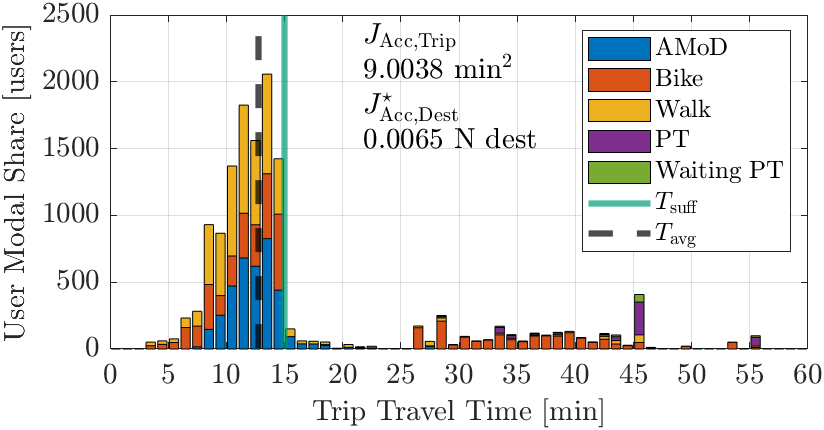 2500
2000
1500
1000
500
0
User Modal Share [users]
J_Acc,Trip
9.0038 min²
J⋆_Acc,Dest
0.0065 N dest
AMoD
Bike
Walk
PT
Waiting PT
T_suff
T_avg
0 5 10 15 20 25 30 35 40 45 50 55 60
Trip Travel Time [min]